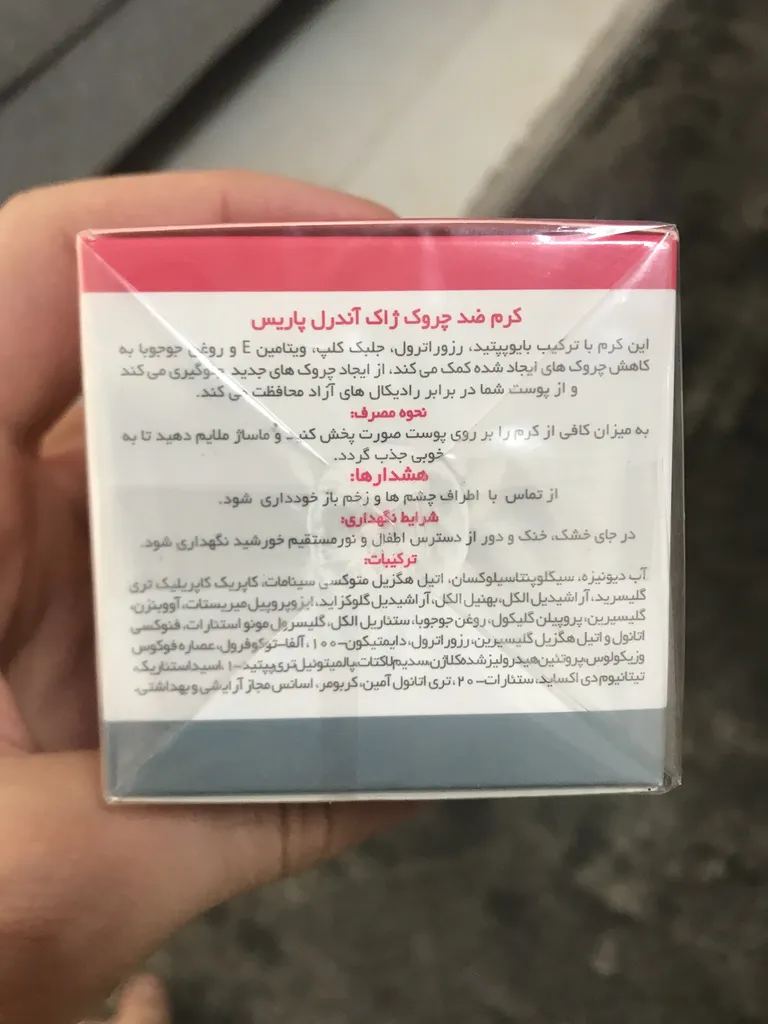 کرم ضد چروک ژاک آندرل پاریس
این کرم با ترکیب بایوپپتید، رزوراترول، جلبک کلپ، ویتامین E و روغن جوجوبا به
کاهش چروک های ایجاد شده کمک می کند، از ایجاد چروک های جدید جلوگیری می کند
و از پوست شما در برابر رادیکال های آزاد محافظت می کند.
نحوه مصرف:
به میزان کافی از کرم را بر روی پوست صورت پخش کنید و ماساژ ملایم دهید تا به
خوبی جذب گردد.
هشدارها:
از تماس با اطراف چشم ها و زخم باز خودداری شود.
شرایط نگهداری:
در جای خشک، خنک و دور از دسترس اطفال و نورمستقیم خورشید نگهداری شود.
ترکیبات:
آب دیونیزه، سیکلوپنتاسیلوکسان، اتیل هگزیل متوکسی سینامات، کاپریک کاپریلیک تری
گلیسرید، آراشیدیل الکل، بهنیل الکل، آراشیدیل گلوکزاید، ایزوپروپیل میریستات، آووبنزن،
گلیسیرین، پروپیلن گلیکول، روغن جوجوبا، ستئاریل الکل، گلیسرول مونو استئارات، فنوکسی
اتانول و اتیل هگزیل گلیسیرین، رزوراترول، دایمتیکون-۱۰۰، آلفا-توکوفرول، عصاره فوکوس
وزیکولوس، پروتئین هیدرولیز شده کلاژن، سدیم لاکتات، پالمیتوئیل تری پپتید-۱، اسید استئاریک،
تیتانیوم دی اکساید، ستئارات-۲۰، تری اتانول آمین، کربومر، اسانس مجاز آرایشی و بهداشتی.